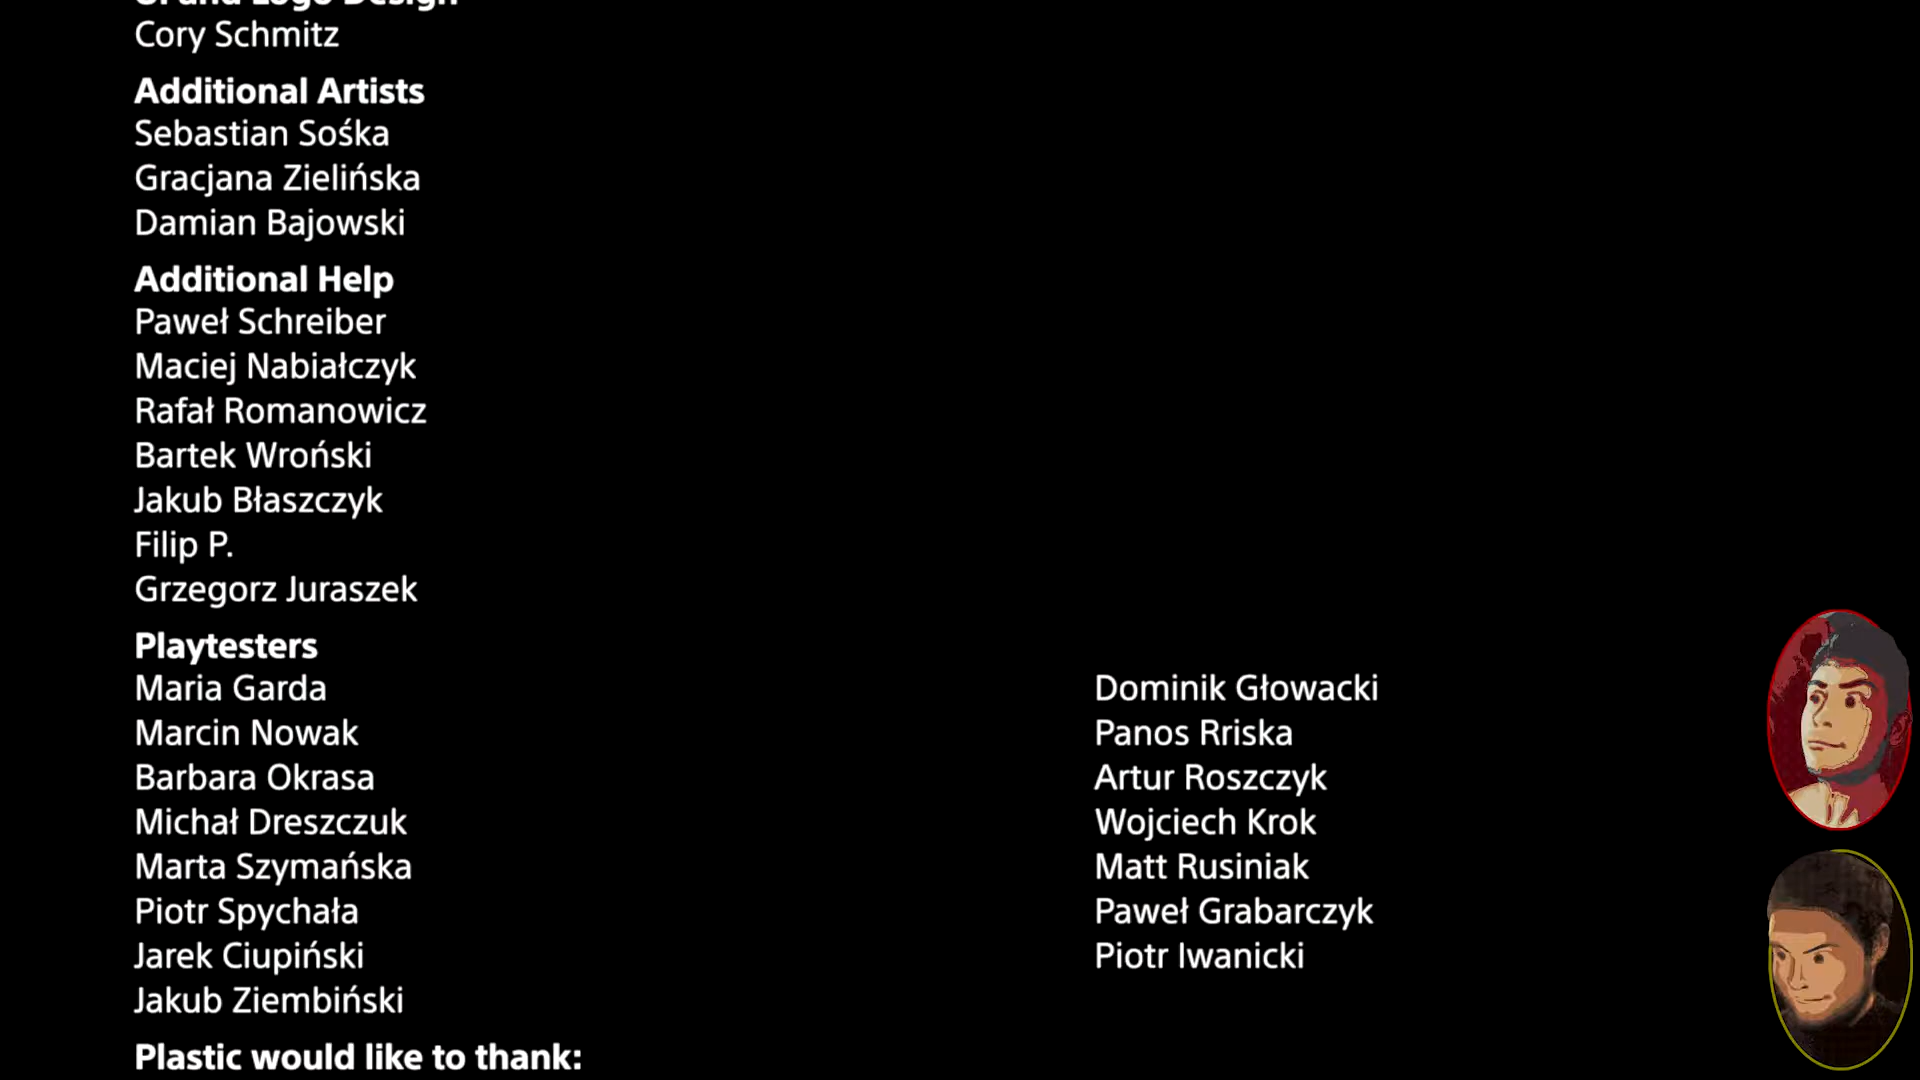 Logo Design
Cory Schmitz
Additional Artists
Sebastian Sośka
Gracjana Zielińska
Damian Bajowski
Additional Help
Paweł Schreiber
Maciej Nabiałczyk
Rafał Romanowicz
Bartek Wroński
Jakub Błaszczyk
Filip P.
Grzegorz Juraszek
Playtesters
Maria Garda
Marcin Nowak
Barbara Okrasa
Michał Dreszczuk
Marta Szymańska
Piotr Spychała
Jarek Ciupiński
Jakub Ziembiński
Dominik Głowacki
Panos Rriska
Artur Roszczyk
Wojciech Krok
Matt Rusiniak
Paweł Grabarczyk
Piotr Iwanicki
Plastic would like to thank: